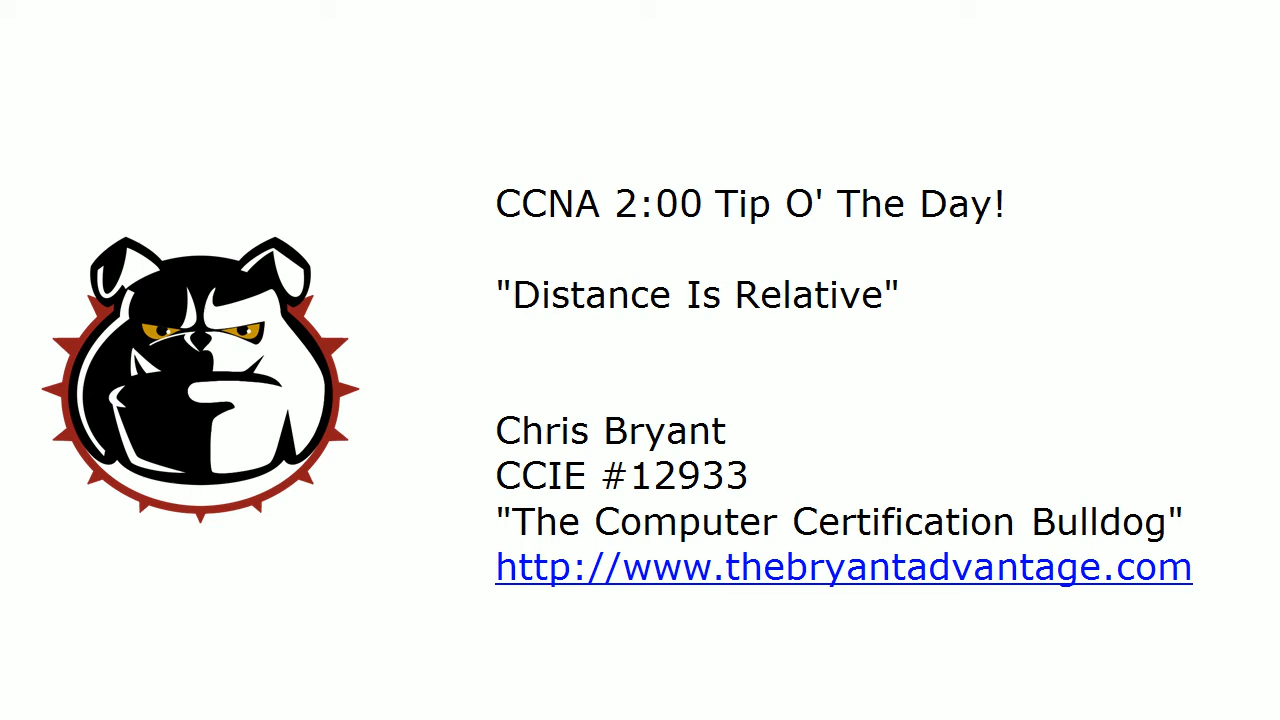 CCNA 2:00 Tip O' The Day!
"Distance Is Relative"
Chris Bryant
CCIE #12933
"The Computer Certification Bulldog"
http://www.thebryantadvantage.com